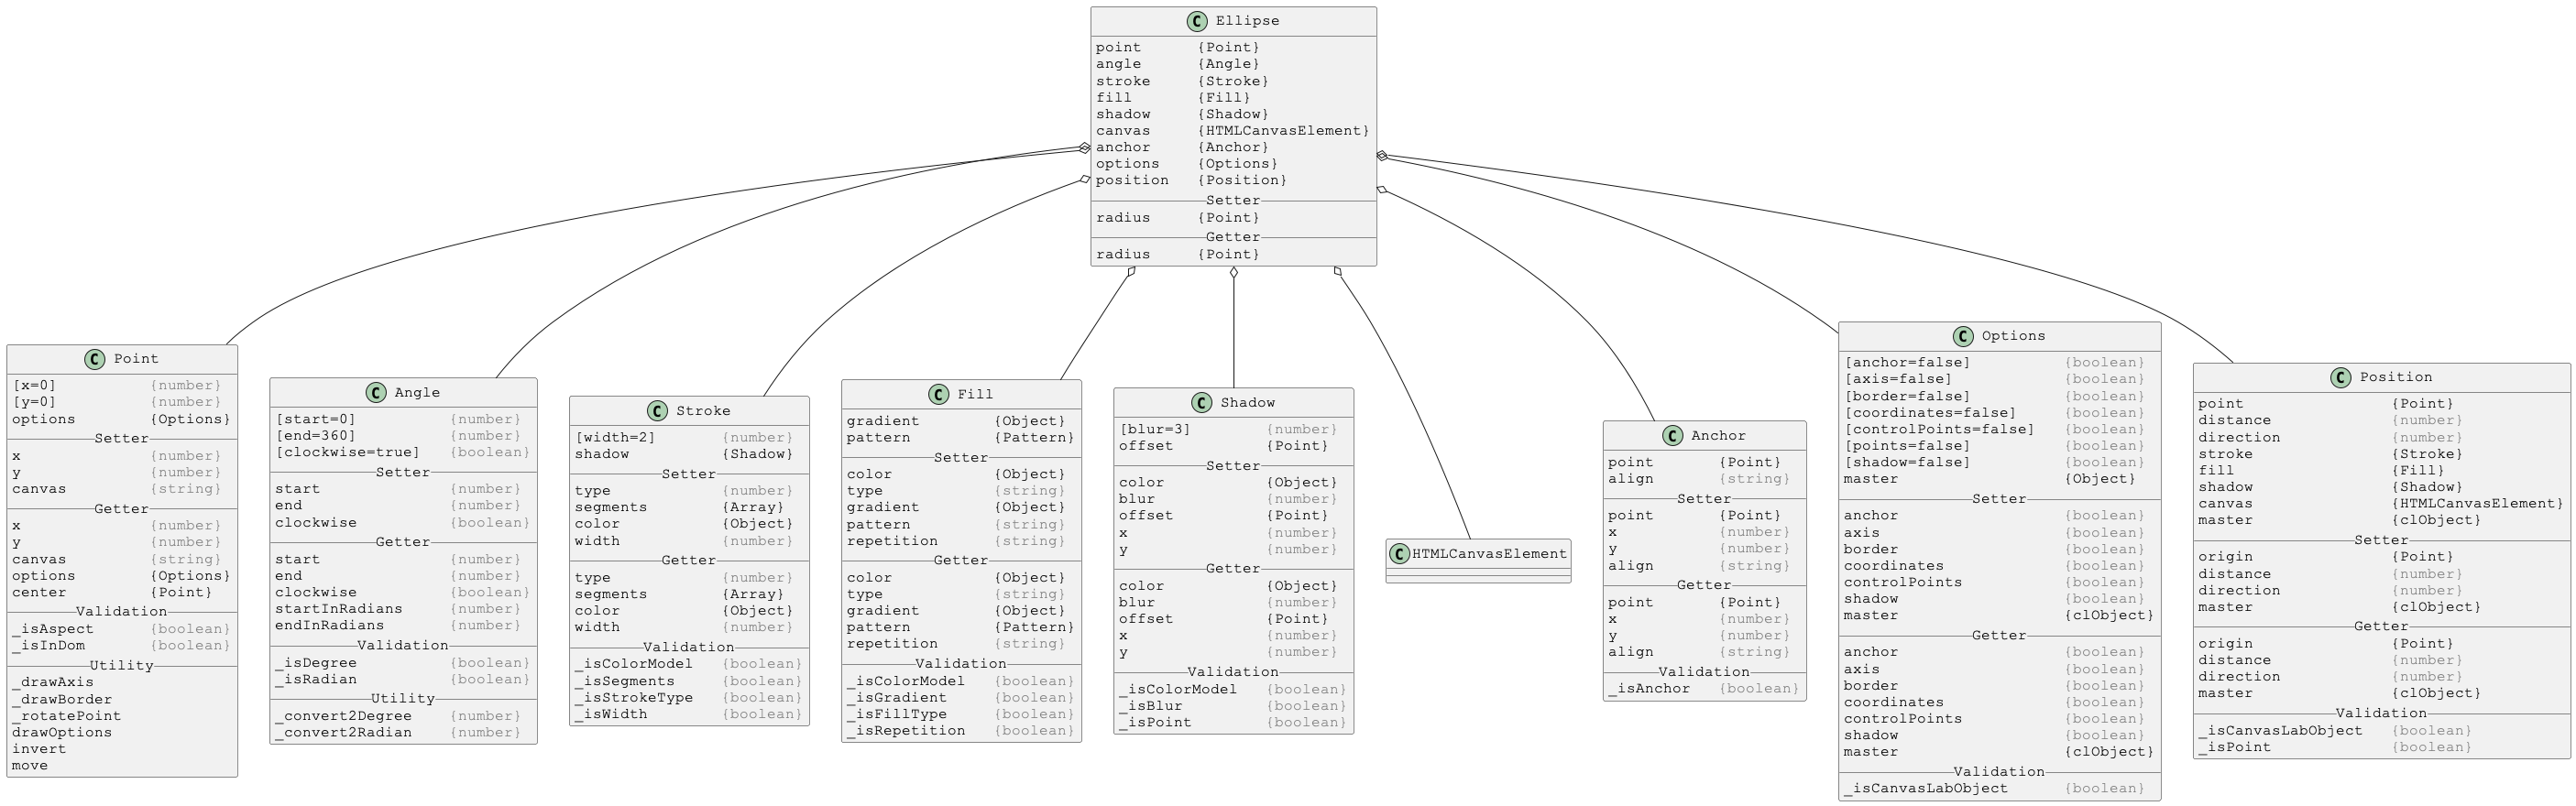 C Ellipse
point {Point}
angle {Angle}
stroke {Stroke}
fill {Fill}
shadow {Shadow}
canvas {HTMLCanvasElement}
anchor {Anchor}
options {Options}
position {Position}
Setter
radius {Point}
Getter
radius {Point}
C Point
[x=0] {number}
[y=0] {number}
options {Options}
Setter
x {number}
y {number}
canvas {string}
Getter
x {number}
y {number}
canvas {string}
options {Options}
center {Point}
Validation
_isAspect {boolean}
_isInDom {boolean}
Utility
_drawAxis
_drawBorder
_rotatePoint
drawOptions
invert
move
C Angle
[start=0] {number}
[end=360] {number}
[clockwise=true] {boolean}
Setter
start {number}
end {number}
clockwise {boolean}
Getter
start {number}
end {number}
clockwise {boolean}
startInRadians {number}
endInRadians {number}
Validation
_isDegree {boolean}
_isRadian {boolean}
Utility
_convert2Degree {number}
_convert2Radian {number}
C Stroke
[width=2] {number}
shadow {Shadow}
Setter
type {number}
segments {Array}
color {Object}
width {number}
Getter
type {number}
segments {Array}
color {Object}
width {number}
Validation
_isColorModel {boolean}
_isSegments {boolean}
_isStrokeType {boolean}
_isWidth {boolean}
C Fill
gradient {Object}
pattern {Pattern}
Setter
color {Object}
type {string}
gradient {Object}
pattern {string}
repetition {string}
Getter
color {Object}
type {string}
gradient {Object}
pattern {Pattern}
repetition {string}
Validation
_isColorModel {boolean}
_isGradient {boolean}
_isFillType {boolean}
_isRepetition {boolean}
C Shadow
[blur=3] {number}
offset {Point}
Setter
color {Object}
blur {number}
offset {Point}
x {number}
y {number}
Getter
color {Object}
blur {number}
offset {Point}
x {number}
y {number}
Validation
_isColorModel {boolean}
_isBlur {boolean}
_isPoint {boolean}
C HTMLCanvasElement
C Anchor
point {Point}
align {string}
Setter
point {Point}
x {number}
y {number}
align {string}
Getter
point {Point}
x {number}
y {number}
align {string}
Validation
_isAnchor {boolean}
C Options
[anchor=false] {boolean}
[axis=false] {boolean}
[border=false] {boolean}
[coordinates=false] {boolean}
[controlPoints=false] {boolean}
[points=false] {boolean}
[shadow=false] {boolean}
master {Object}
Setter
anchor {boolean}
axis {boolean}
border {boolean}
coordinates {boolean}
controlPoints {boolean}
shadow {boolean}
master {clObject}
Getter
anchor {boolean}
axis {boolean}
border {boolean}
coordinates {boolean}
controlPoints {boolean}
shadow {boolean}
master {clObject}
Validation
_isCanvasLabObject {boolean}
C Position
point {Point}
distance {number}
direction {number}
stroke {Stroke}
fill {Fill}
shadow {Shadow}
canvas {HTMLCanvasElement}
master {clObject}
Setter
origin {Point}
distance {number}
direction {number}
master {clObject}
Getter
origin {Point}
distance {number}
direction {number}
master {clObject}
Validation
_isCanvasLabObject {boolean}
_isPoint {boolean}